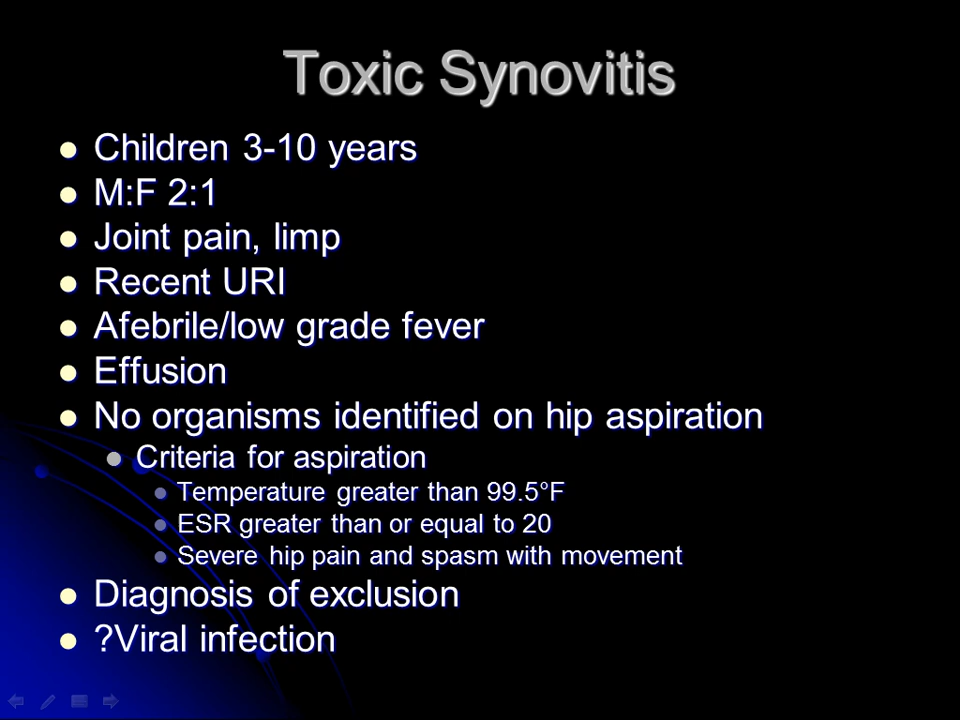 Toxic Synovitis
Children 3-10 years
M:F 2:1
Joint pain, limp
Recent URI
Afebrile/low grade fever
Effusion
No organisms identified on hip aspiration
Criteria for aspiration
Temperature greater than 99.5°F
ESR greater than or equal to 20
Severe hip pain and spasm with movement
Diagnosis of exclusion
?Viral infection